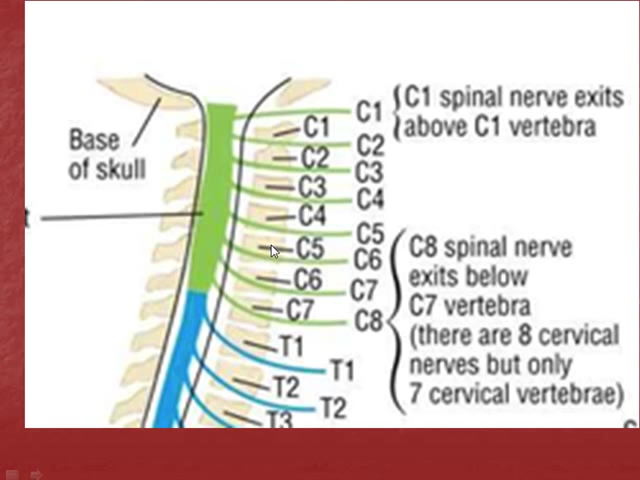 C1 spinal nerve exits
above C1 vertebra
Base
of skull
C1
C1
C2
C2
C3
C3
C4
C4
C5
C5
C6
C6
C7
C7
C8
T1
T1
T2
T2
T3
C8 spinal nerve
exits below
C7 vertebra
(there are 8 cervical
nerves but only
7 cervical vertebrae)